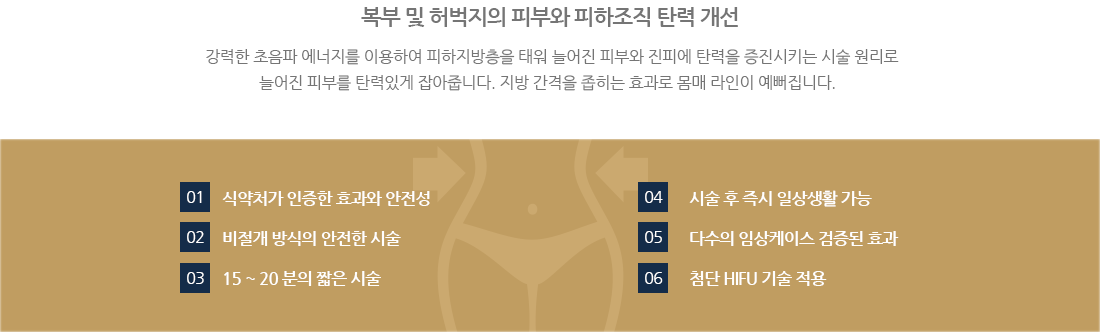 복부 및 허벅지의 피부와 피하조직 탄력 개선
강력한 초음파 에너지를 이용하여 피하지방층을 태워 늘어진 피부와 진피에 탄력을 증진시키는 시술 원리로
늘어진 피부를 탄력있게 잡아줍니다. 지방 간격을 좁히는 효과로 몸매 라인이 예뻐집니다.
01 식약처가 인증한 효과와 안전성
02 비절개 방식의 안전한 시술
03 15 ~ 20 분의 짧은 시술
04 시술 후 즉시 일상생활 가능
05 다수의 임상케이스 검증된 효과
06 첨단 HIFU 기술 적용